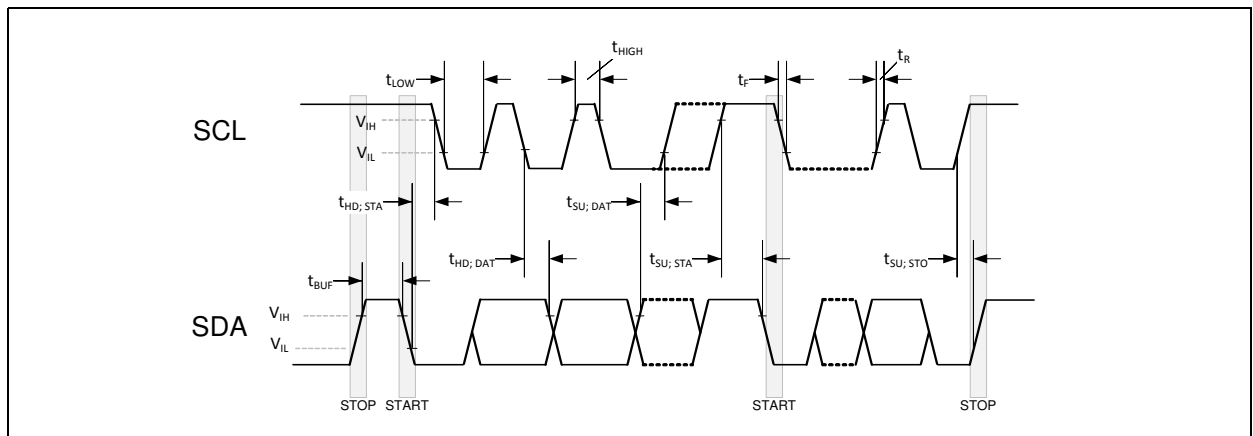 tHIGH
tR
tLOW
tF
SCL
VIH
VIL
tHD; STA
tSU; DAT
tHD; DAT
tSU; STA
tSU; STO
tBUF
SDA
VIH
VIL
STOP START START STOP